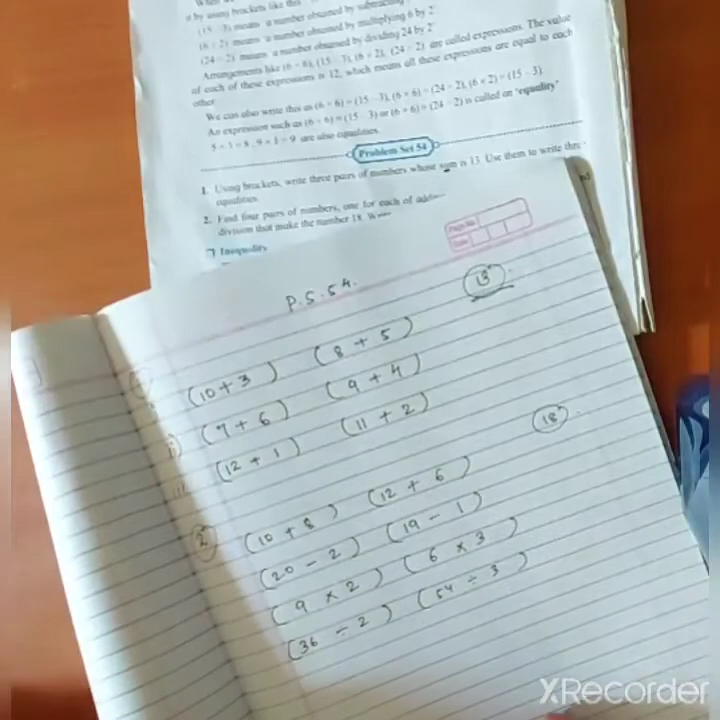 a by using brackets like this
(15 - 3) means 'a number obtained by subtracting
(6 × 2) means 'a number obtained by multiplying 6 by 2'
(24 ÷ 2) means 'a number obtained by dividing 24 by 2'
Arrangements like (6 + 6), (15 - 3), (6 × 2), (24 ÷ 2) are called expressions. The value
of each of these expressions is 12, which means all these expressions are equal to each
other
We can also write this as (6 + 6) = (15 - 3), (6 + 6) = (24 ÷ 2), (6 × 2) = (15 - 3)
An expression such as (6 + 6) = (15 - 3) or (6 + 6) = (24 ÷ 2) is called an 'equality'
5 + 3 = 8, 9 × 1 = 9 are also equalities.
Problem Set 54
1. Using brackets, write three pairs of numbers whose sum is 13. Use them to write thre
equalities.
2. Find four pairs of numbers, one for each of addi
division that make the number 18. W
Inequality
Page No.
Date
P.S.54.
13
(10 + 3) (8 + 5)
ii) (7 + 6) (9 + 4)
iii (12 + 1) (11 + 2)
18
2 (10 + 8) (12 + 6)
(20 - 2) (19 - 1)
(9 × 2) (6 × 3)
(36 ÷ 2) (54 ÷ 3)
XRecorder